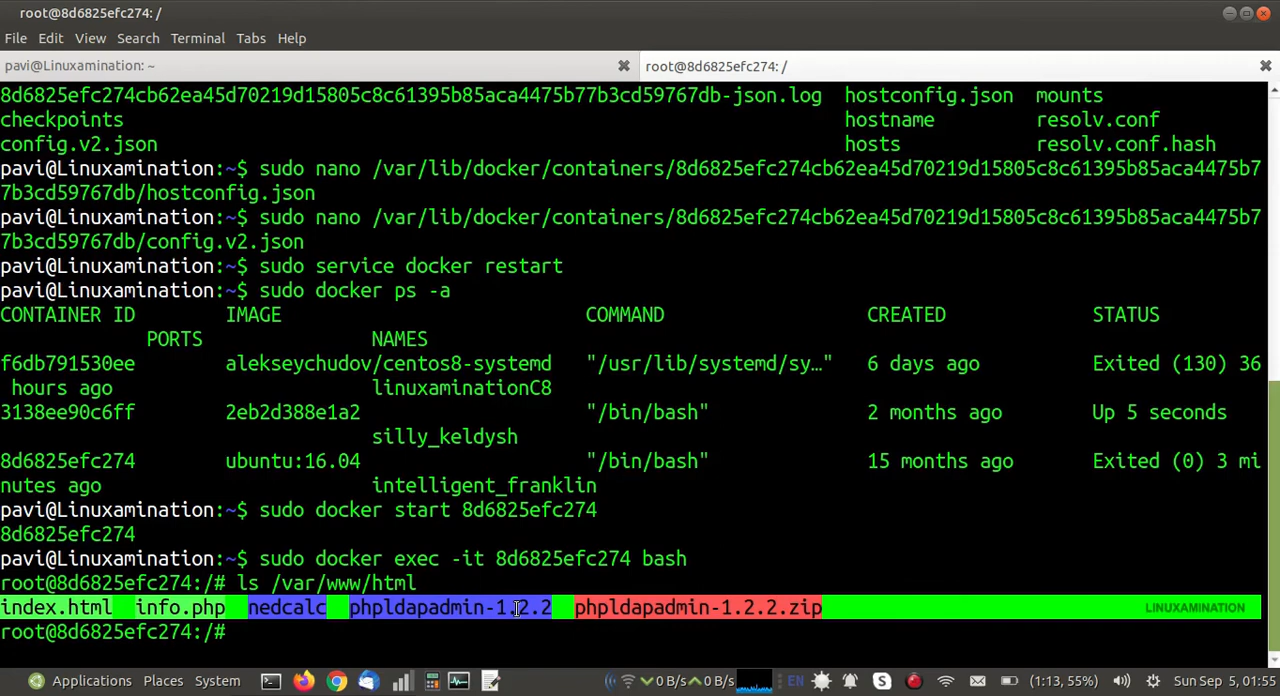 root@8d6825efc274: /
File Edit View Search Terminal Tabs Help
pavi@Linuxamination: ~
root@8d6825efc274: /
8d6825efc274cb62ea45d70219d15805c8c61395b85aca4475b77b3cd59767db-json.log hostconfig.json mounts
checkpoints hostname resolv.conf
config.v2.json hosts resolv.conf.hash
pavi@Linuxamination:~$ sudo nano /var/lib/docker/containers/8d6825efc274cb62ea45d70219d15805c8c61395b85aca4475b7
7b3cd59767db/hostconfig.json
pavi@Linuxamination:~$ sudo nano /var/lib/docker/containers/8d6825efc274cb62ea45d70219d15805c8c61395b85aca4475b7
7b3cd59767db/config.v2.json
pavi@Linuxamination:~$ sudo service docker restart
pavi@Linuxamination:~$ sudo docker ps -a
CONTAINER ID IMAGE COMMAND CREATED STATUS
PORTS NAMES
f6db791530ee alekseychudov/centos8-systemd "/usr/lib/systemd/sy…" 6 days ago Exited (130) 36
hours ago linuxaminationC8
3138ee90c6ff 2eb2d388e1a2 "/bin/bash" 2 months ago Up 5 seconds
silly_keldysh
8d6825efc274 ubuntu:16.04 "/bin/bash" 15 months ago Exited (0) 3 mi
nutes ago intelligent_franklin
pavi@Linuxamination:~$ sudo docker start 8d6825efc274
8d6825efc274
pavi@Linuxamination:~$ sudo docker exec -it 8d6825efc274 bash
root@8d6825efc274:/# ls /var/www/html
index.html info.php nedcalc phpldapadmin-1.2.2 phpldapadmin-1.2.2.zip LINUXAMINATION
root@8d6825efc274:/#
Applications Places System 0 B/s 0 B/s EN S (1:13, 55%) Sun Sep 5, 01:55